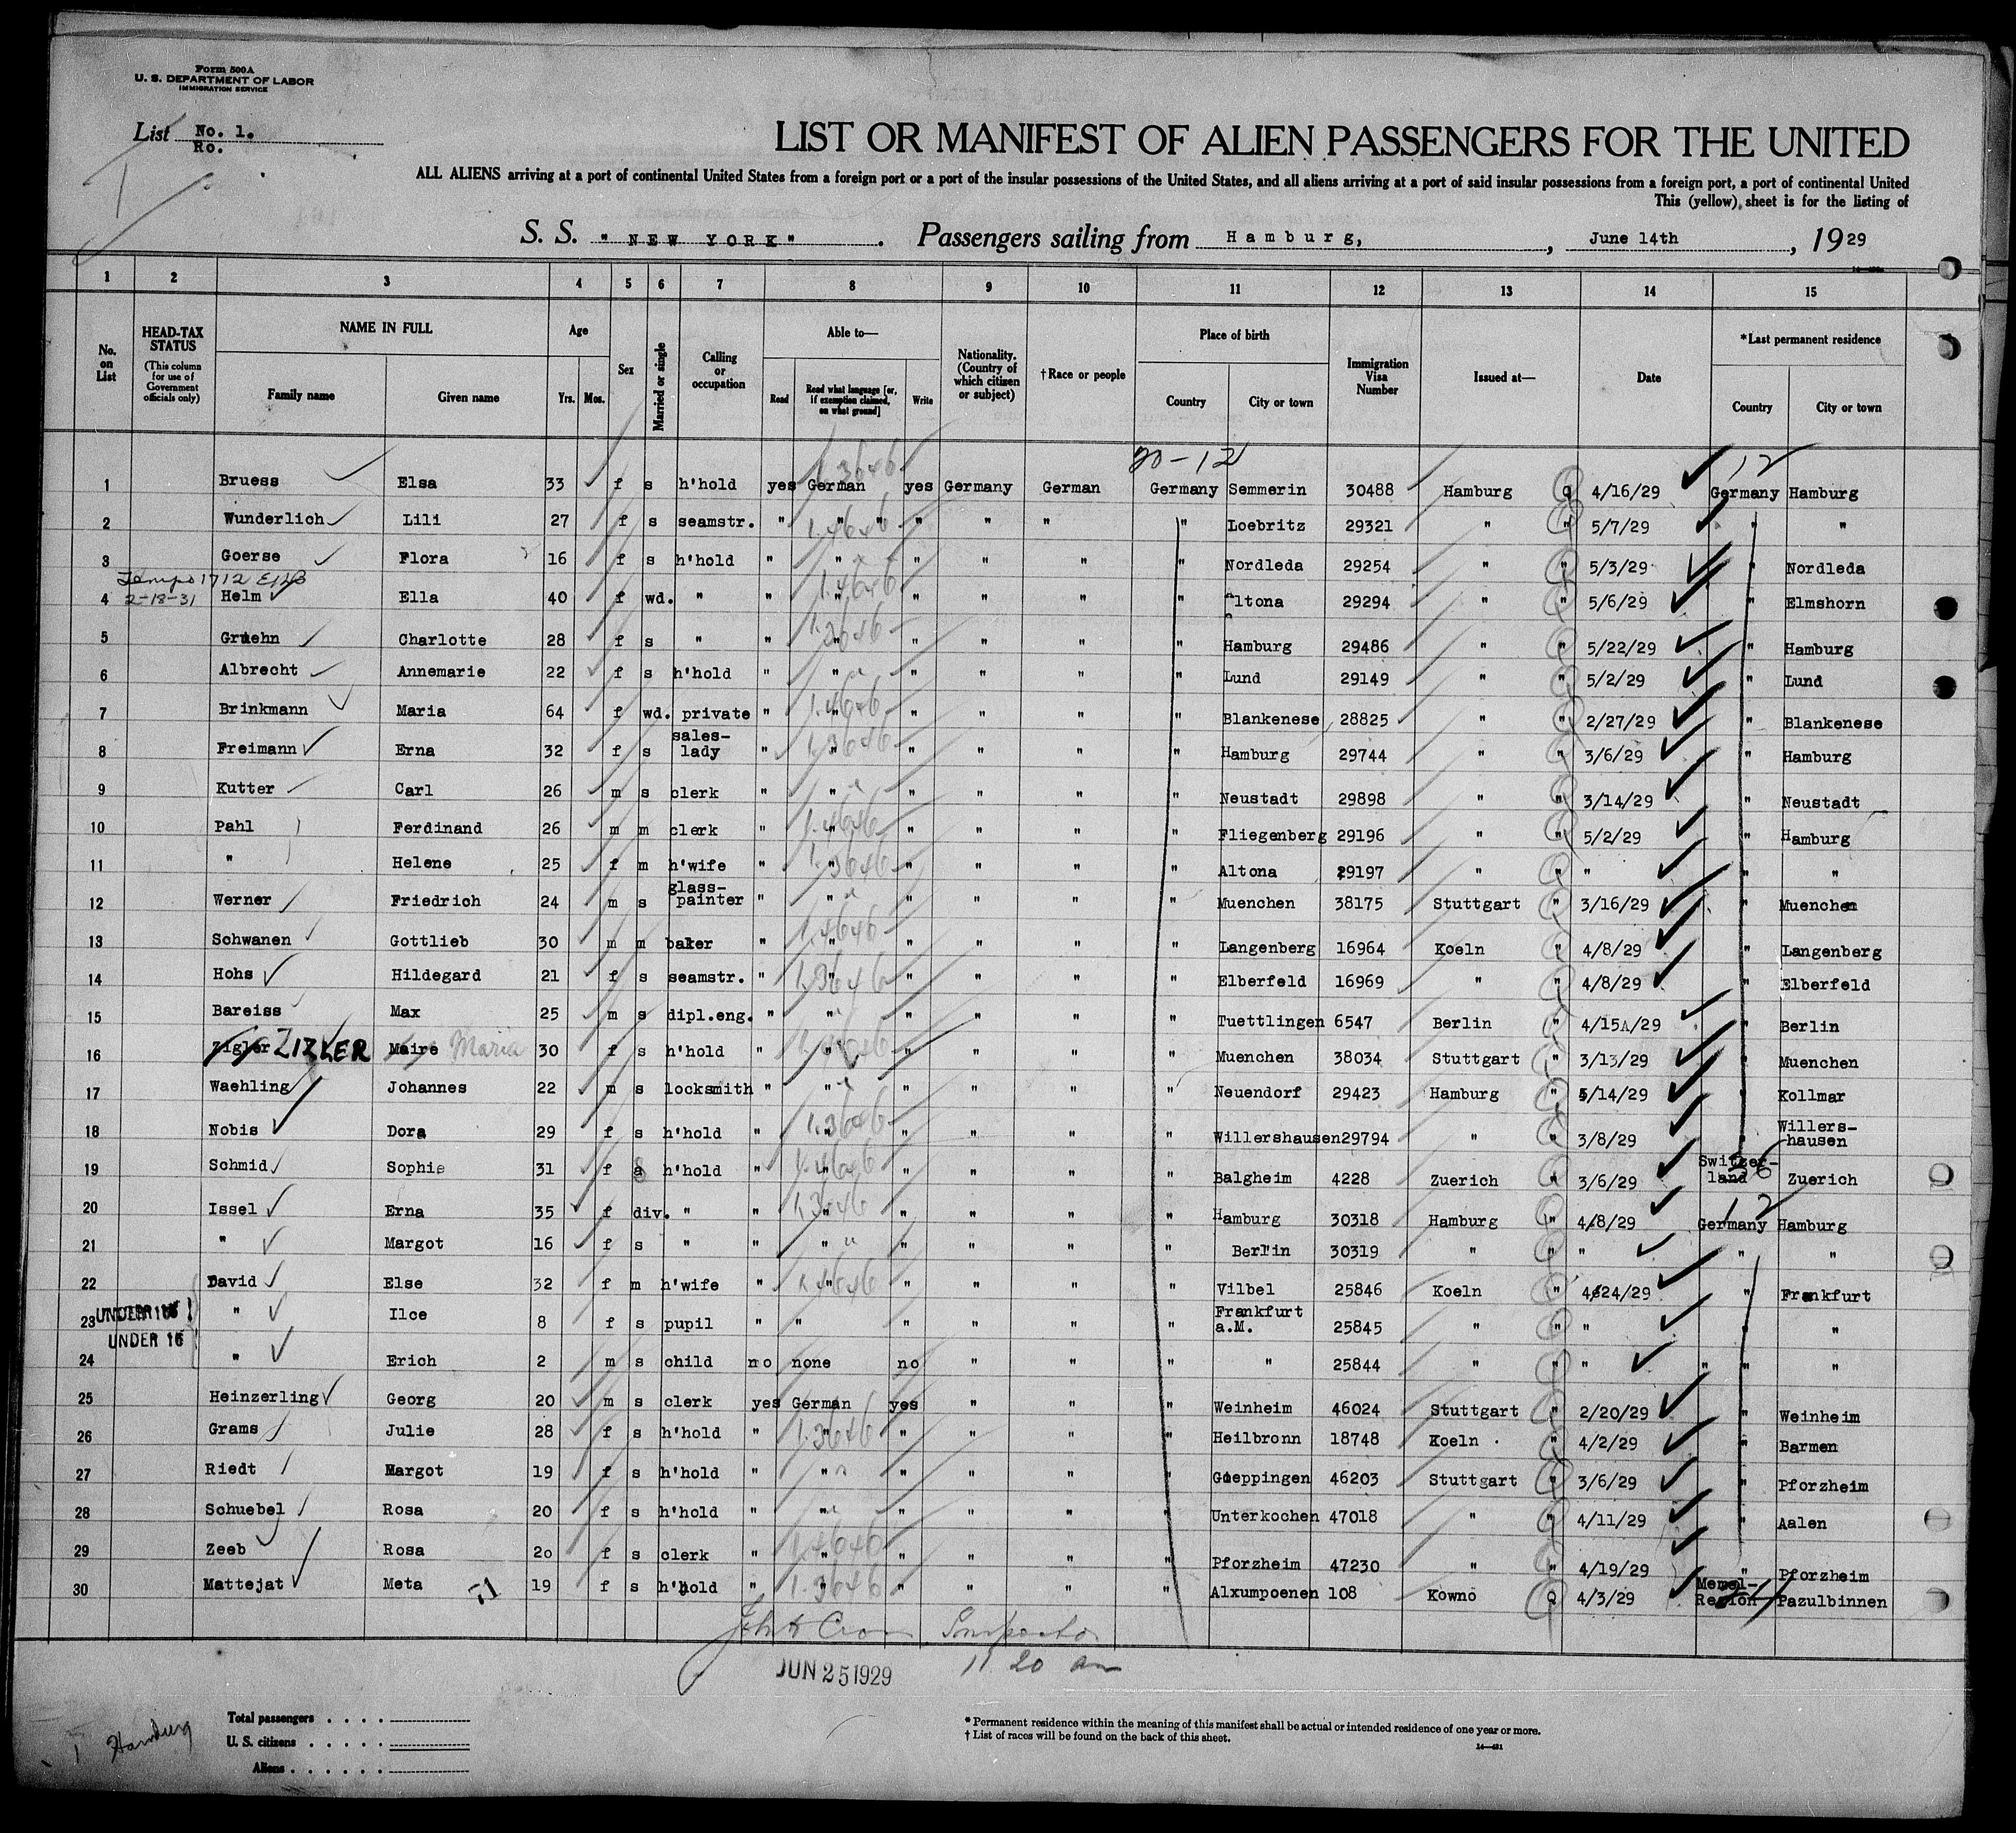 Form 500A
U. S. DEPARTMENT OF LABOR
IMMIGRATION SERVICE
List No. 1.
Ro.
LIST OR MANIFEST OF ALIEN PASSENGERS FOR THE UNITED
ALL ALIENS arriving at a port of continental United States from a foreign port or a port of the insular possessions of the United States, and all aliens arriving at a port of said insular possessions from a foreign port, a port of continental United
This (yellow) sheet is for the listing of
S. S. "NEW YORK". Passengers sailing from Hamburg, , June 14th , 1929
1 2 3 4 5 6 7 8 9 10 11 12 13 14 15
No. on List
HEAD-TAX STATUS
(This column for use of Government officials only)
NAME IN FULL
Family name Given name
Age
Yrs. Mos.
Sex
Married or single
Calling or occupation
Able to—
Read Read what language [or, if exemption claimed, on what ground] Write
Nationality. (Country of which citizen or subject)
†Race or people
Place of birth
Country City or town
Immigration Visa Number
Issued at—
Date
*Last permanent residence
Country City or town
20-12 12
1 Bruess Elsa 33 f s h'hold yes German yes Germany German Germany Semmerin 30488 Hamburg 4/16/29 Germany Hamburg
2 Wunderlich Lili 27 f s seamstr. " " " " " " " Loebritz 29321 " " 5/7/29 " "
3 Goerse Flora 16 f s h'hold " " " " " " Nordleda 29254 " " 5/3/29 " Nordleda
1712
2-18-31
4 Helm Ella 40 f wd. " " " " " " " ltona 29294 " " 5/6/29 " Elmshorn
5 Gruehn Charlotte 28 f s " " " " " " " Hamburg 29486 " " 5/22/29 " Hamburg
6 Albrecht Annemarie 22 f s h'hold " " " " " " Lund 29149 " " 5/2/29 " Lund
7 Brinkmann Maria 64 f wd. private " " " " " " Blankenese 28825 " " 2/27/29 " Blankenese
8 Freimann Erna 32 f s sales-lady " " " " " " Hamburg 29744 " " 3/6/29 " Hamburg
9 Kutter Carl 26 m s clerk " " " " " " Neustadt 29898 " " 3/14/29 " Neustadt
10 Pahl Ferdinand 26 m m clerk " " " " " " Fliegenberg 29196 " " 5/2/29 " Hamburg
11 " Helene 25 f m h'wife " " " " " " Altona 29197 " " " " "
12 Werner Friedrich 24 m s glass-painter " " " " " " Muenchen 38175 Stuttgart " 3/16/29 " Muenchen
13 Schwanen Gottlieb 30 m m baker " " " " " " Langenberg 16964 Koeln " 4/8/29 " Langenberg
14 Hohs Hildegard 21 f s seamstr. " " " " " " Elberfeld 16969 " " 4/8/29 " Elberfeld
15 Bareiss Max 25 m s dipl.eng. " " " " " " Tuettlingen 6547 Berlin " 4/15/29 " Berlin
16 Zigler ZIZLER Maire Maria 30 f s h'hold " " " " " " Muenchen 38034 Stuttgart " 3/13/29 " Muenchen
17 Waehling Johannes 22 m s locksmith " " " " " " Neuendorf 29423 Hamburg " 5/14/29 " Kollmar
18 Nobis Dora 29 f s h'hold " " " " " " Willershausen 29794 " " 3/8/29 " Willers-hausen
19 Schmid Sophie 31 f s h'hold " " " " " " Balgheim 4228 Zuerich " 3/6/29 Switzer-land Zuerich
20 Issel Erna 35 f div. " " " " " " " Hamburg 30318 Hamburg " 4/8/29 Germany Hamburg
21 " Margot 16 f s " " " " " " " Berlin 30319 " " " " "
22 David Else 32 f m h'wife " " " " " " Vilbel 25846 Koeln " 4/24/29 " Frankfurt
UNDER 16
23 " Ilce 8 f s pupil " " " " " " Frankfurt a.M. 25845 " " " " "
UNDER 16
24 " Erich 2 m s child no none no " " " " 25844 " " " " "
25 Heinzerling Georg 20 m s clerk yes German yes " " " Weinheim 46024 Stuttgart " 2/20/29 " Weinheim
26 Grams Julie 28 f s h'hold " " " " " " Heilbronn 18748 Koeln " 4/2/29 " Barmen
27 Riedt Margot 19 f s h'hold " " " " " " Goeppingen 46203 Stuttgart " 3/6/29 " Pforzheim
28 Schuebel Rosa 20 f s h'hold " " " " " " Unterkochen 47018 " " 4/11/29 " Aalen
29 Zeeb Rosa 20 f s clerk " " " " " " Pforzheim 47230 " " 4/19/29 " Pforzheim
30 Mattejat Meta 19 f s h'hold " " " " " " Alxumpoenen 108 Kowno 4/3/29 Memel-Region Pazulbinnen
Inspector
JUN 25 1929 11 20 am
Total passengers . . . .
U. S. citizens . . . . .
Aliens . . . . . .
Hamburg
* Permanent residence within the meaning of this manifest shall be actual or intended residence of one year or more.
† List of races will be found on the back of this sheet.